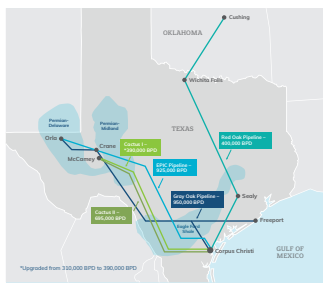 Cushing
OKLAHOMA
Wichita Falls
Permian-
Delaware
Permian-
Midland
TEXAS
Orla
Crane
McCamey
Cactus I –
*390,000 BPD
Red Oak Pipeline –
400,000 BPD
EPIC Pipeline –
925,000 BPD
Gray Oak Pipeline –
850,000 BPD
Cactus II –
685,000 BPD
Sealy
Freeport
Eagle Ford
Shale
Corpus Christi
GULF OF
MEXICO
*Upgraded from 310,000 BPD to 390,000 BPD